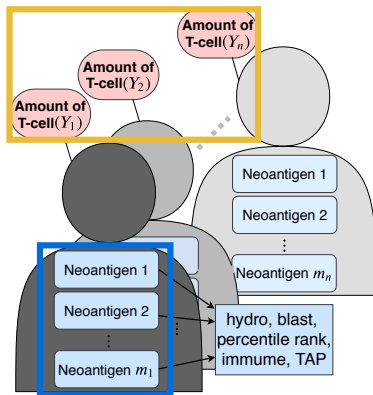 Amount of
T-cell(Yₙ)
Amount of
T-cell(Y₂)
Amount of
T-cell(Y₁)
Neoantigen 1
Neoantigen 2
⋮
Neoantigen mₙ
Neoantigen 1
Neoantigen 2
⋮
⋮
Neoantigen m₁
hydro, blast,
percentile rank,
immume, TAP